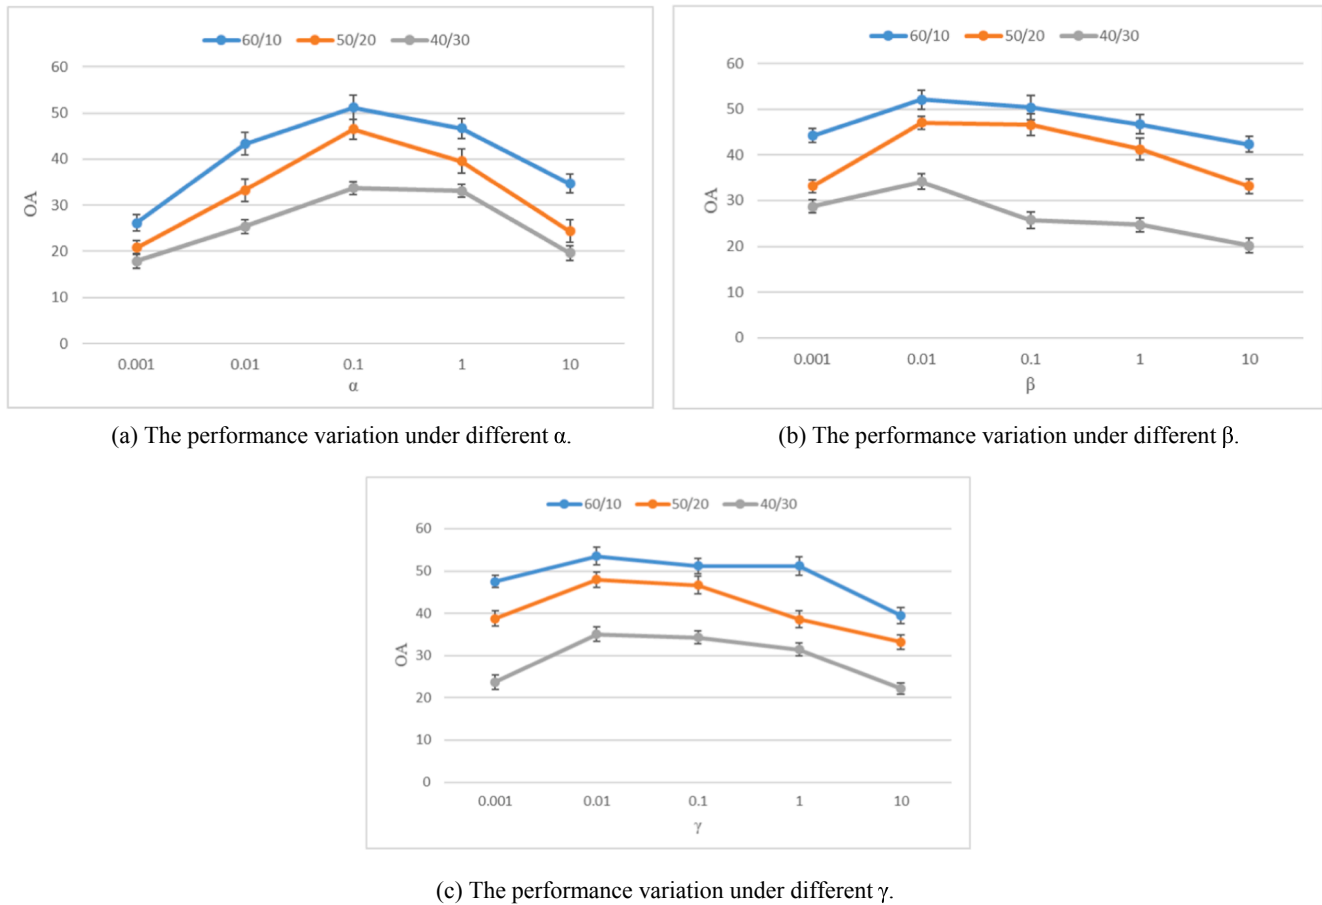 60/10 50/20 40/30
60
50
40
30
20
10
0
OA
0.001 0.01 0.1 1 10
α
(a) The performance variation under different α.
60/10 50/20 40/30
60
50
40
30
20
10
0
OA
0.001 0.01 0.1 1 10
β
(b) The performance variation under different β.
60/10 50/20 40/30
60
50
40
30
20
10
0
OA
0.001 0.01 0.1 1 10
γ
(c) The performance variation under different γ.